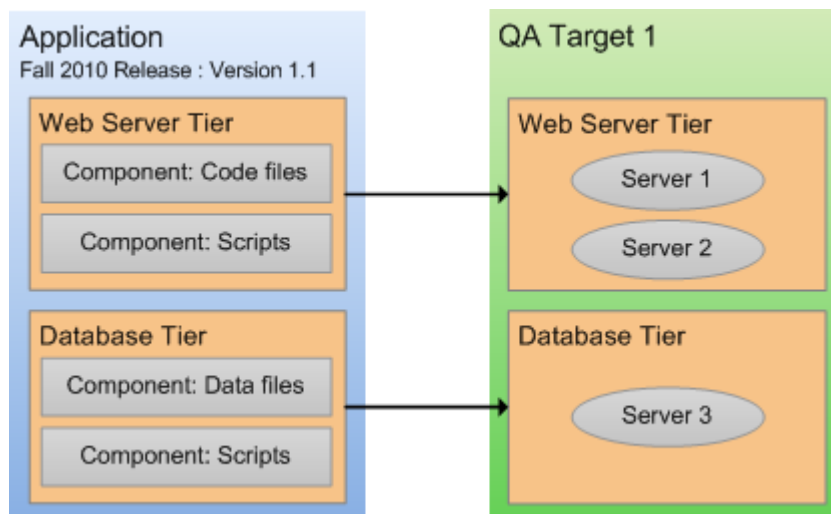 Application
Fall 2010 Release : Version 1.1
Web Server Tier
Component: Code files
Component: Scripts
Database Tier
Component: Data files
Component: Scripts
QA Target 1
Web Server Tier
Server 1
Server 2
Database Tier
Server 3